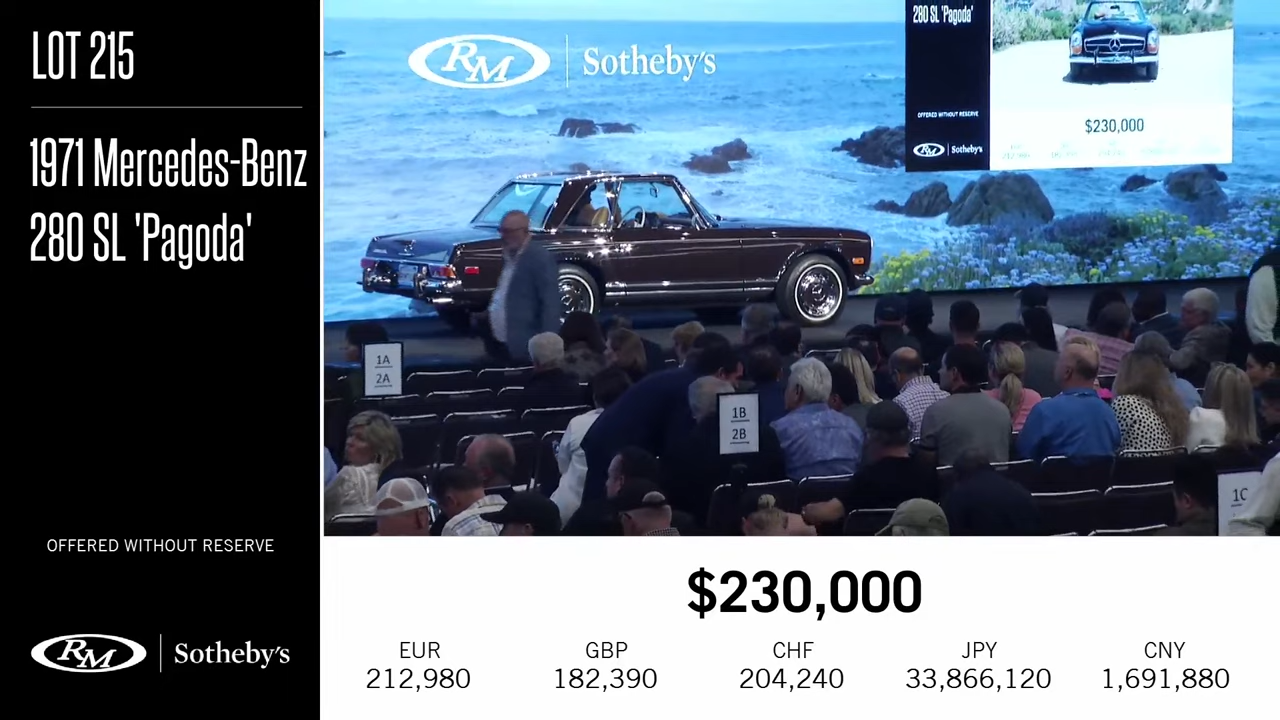 LOT 215
1971 Mercedes-Benz
280 SL 'Pagoda'
OFFERED WITHOUT RESERVE
RM Sotheby's
RM Sotheby's
280 SL 'Pagoda'
OFFERED WITHOUT RESERVE
RM Sotheby's
$230,000
1A
2A
1B
2B
1C
$230,000
EUR GBP CHF JPY CNY
212,980 182,390 204,240 33,866,120 1,691,880